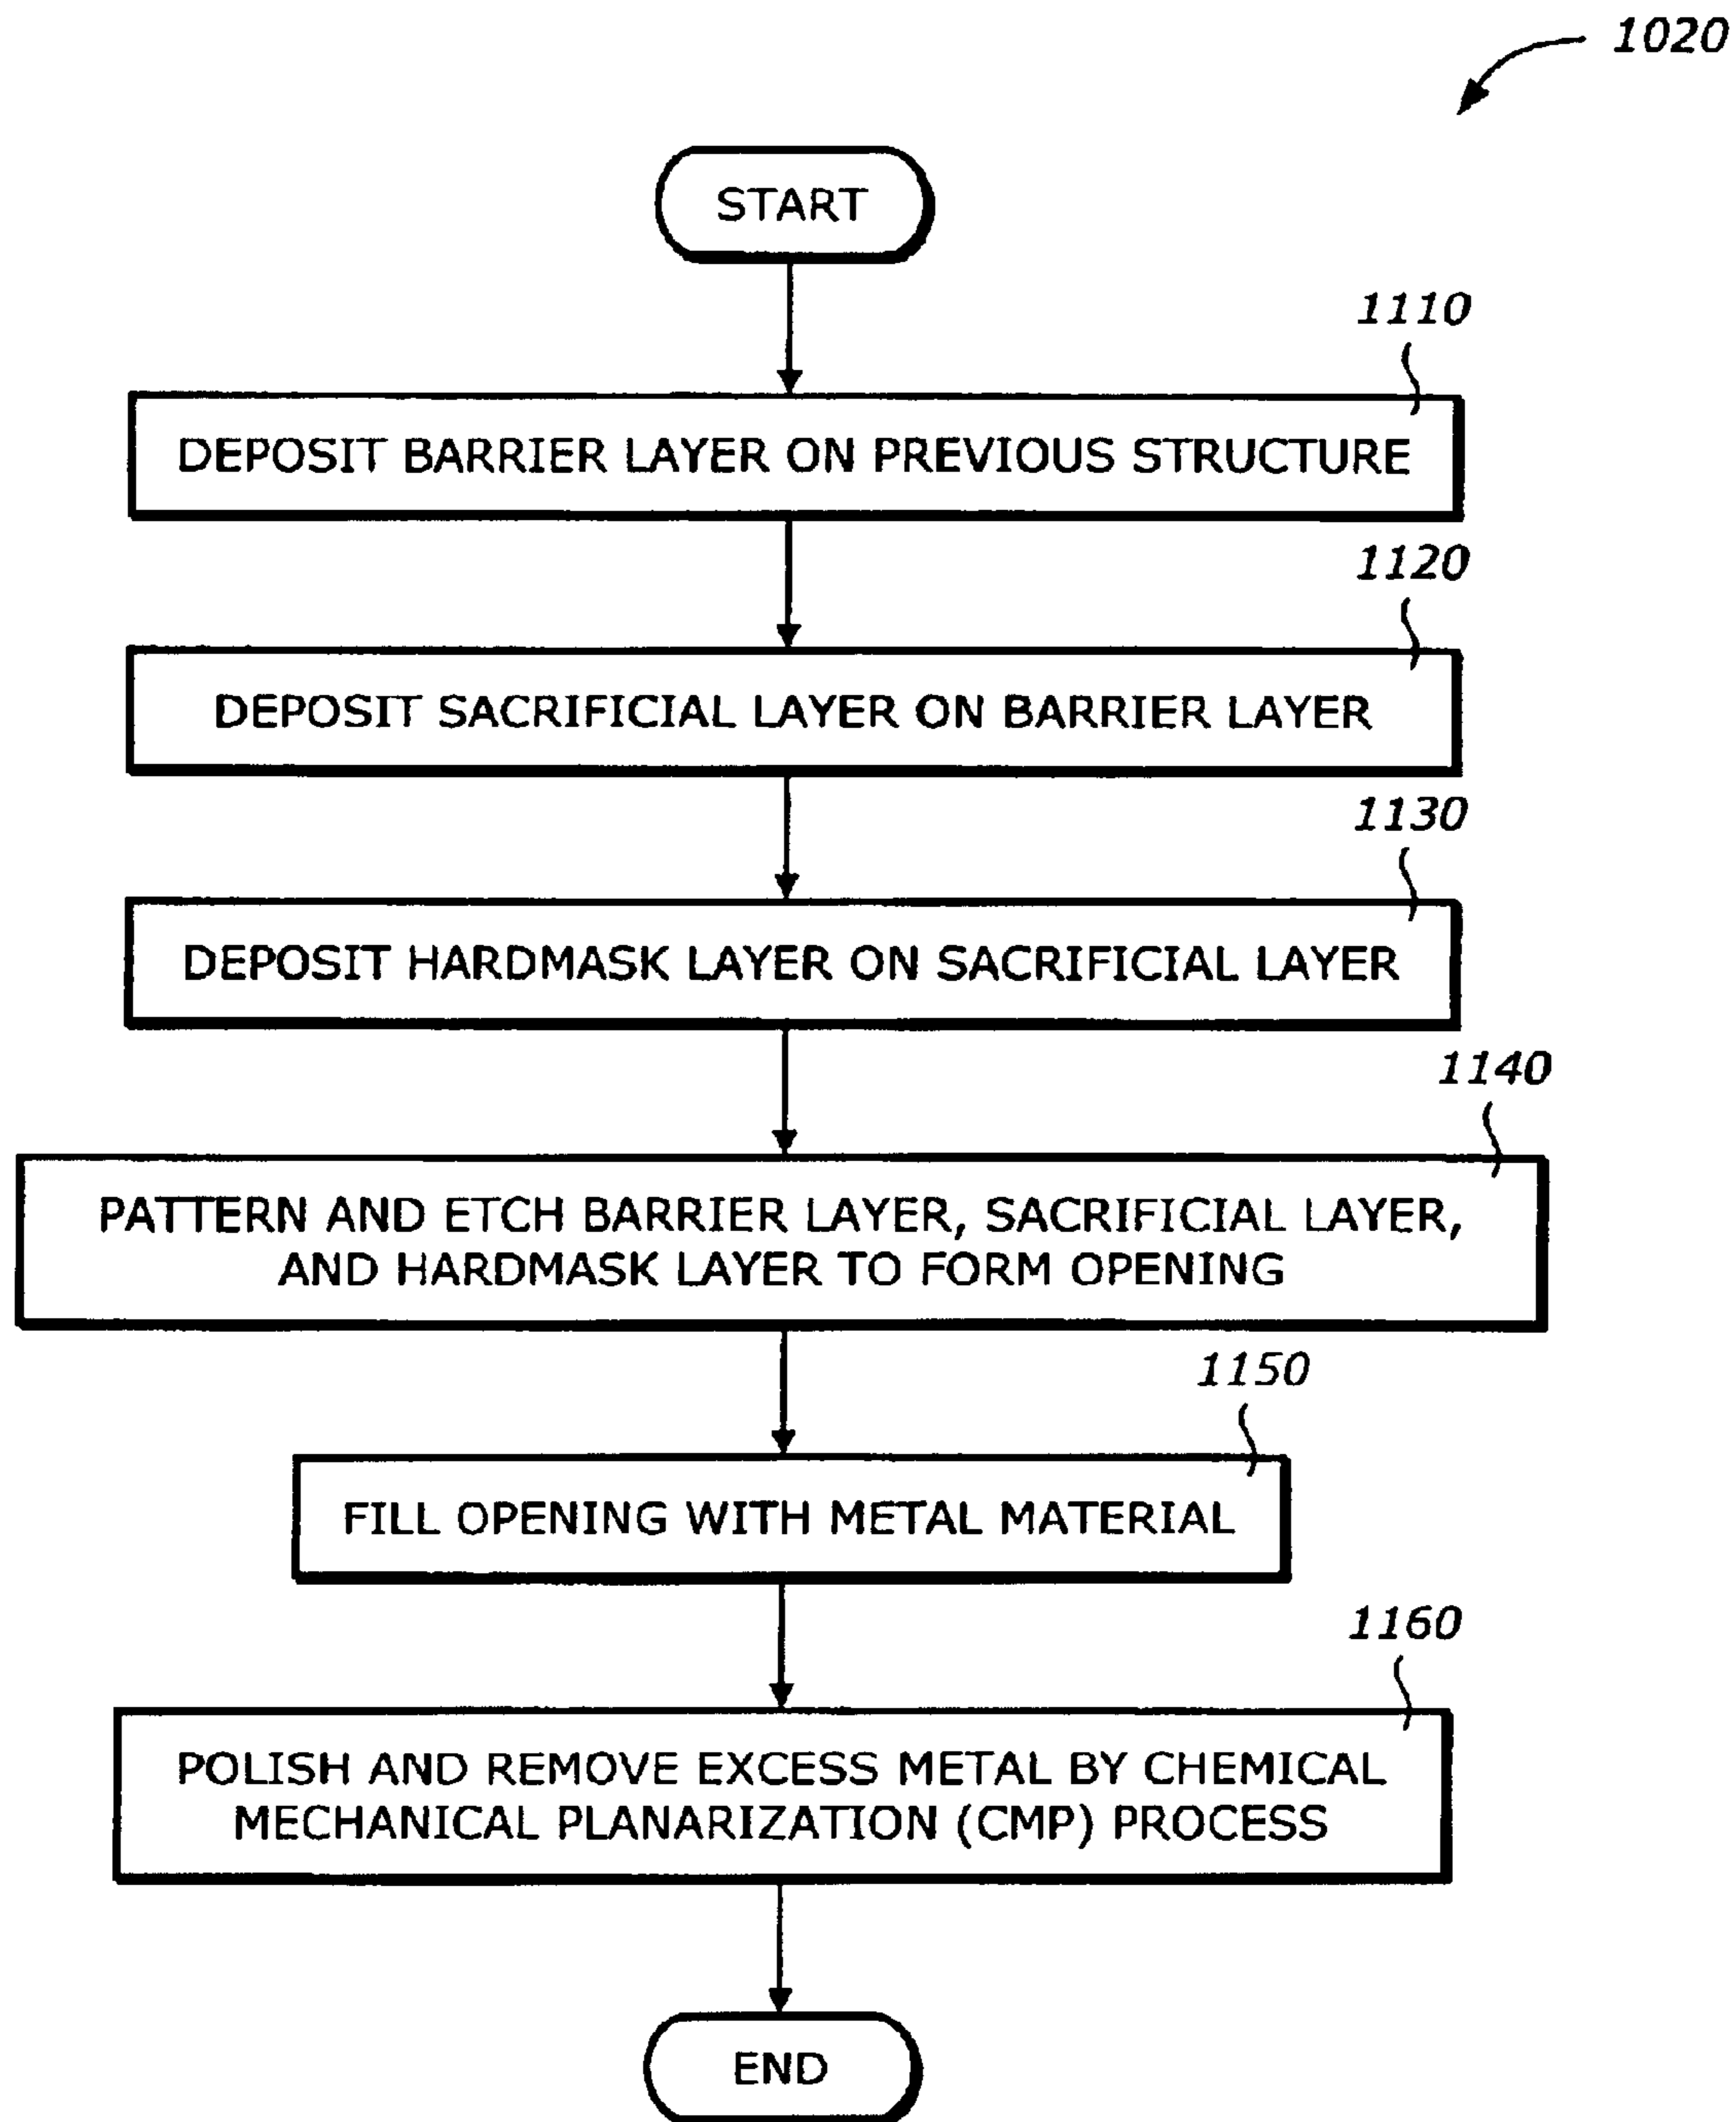 1020
START
1110
DEPOSIT BARRIER LAYER ON PREVIOUS STRUCTURE
1120
DEPOSIT SACRIFICIAL LAYER ON BARRIER LAYER
1130
DEPOSIT HARDMASK LAYER ON SACRIFICIAL LAYER
1140
PATTERN AND ETCH BARRIER LAYER, SACRIFICIAL LAYER,
AND HARDMASK LAYER TO FORM OPENING
1150
FILL OPENING WITH METAL MATERIAL
1160
POLISH AND REMOVE EXCESS METAL BY CHEMICAL
MECHANICAL PLANARIZATION (CMP) PROCESS
END